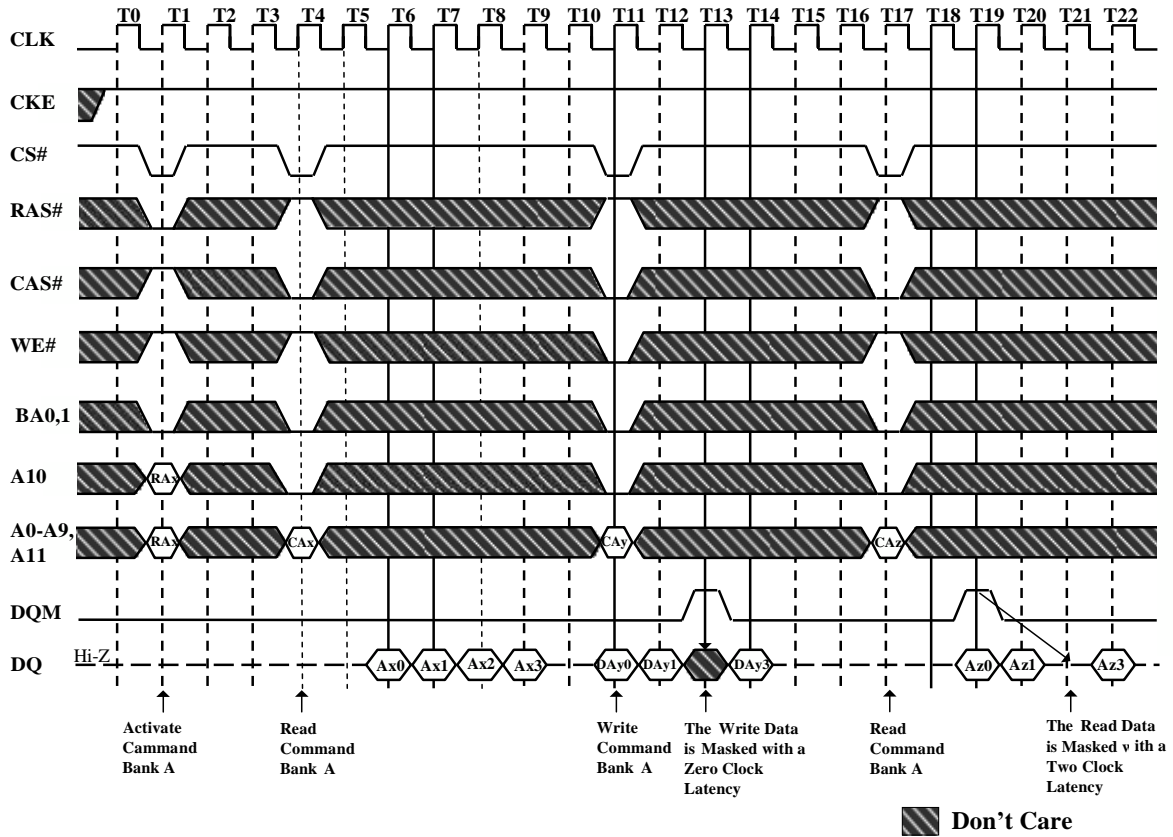 T0 T1 T2 T3 T4 T5 T6 T7 T8 T9 T10 T11 T12 T13 T14 T15 T16 T17 T18 T19 T20 T21 T22
CLK
CKE
CS#
RAS#
CAS#
WE#
BA0,1
A10
RAx
A0-A9,
A11
RAx CAx CAy CAz
DQM
DQ
Hi-Z
Ax0 Ax1 Ax2 Ax3 DAy0 DAy1 DAy3 Az0 Az1 Az3
Activate
Cammand
Bank A
Read
Command
Bank A
Write
Command
Bank A
The Write Data
is Masked with a
Zero Clock
Latency
Read
Command
Bank A
The Read Data
is Masked with a
Two Clock
Latency
Don't Care